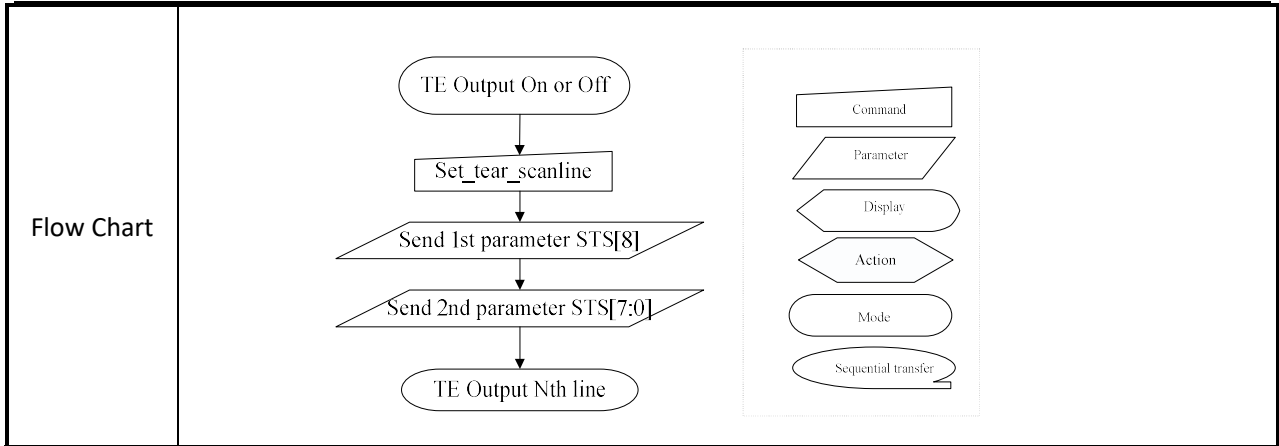 Flow Chart
TE Output On or Off
Set_tear_scanline
Send 1st parameter STS[8]
Send 2nd parameter STS[7:0]
TE Output Nth line
Command
Parameter
Display
Action
Mode
Sequential transfer